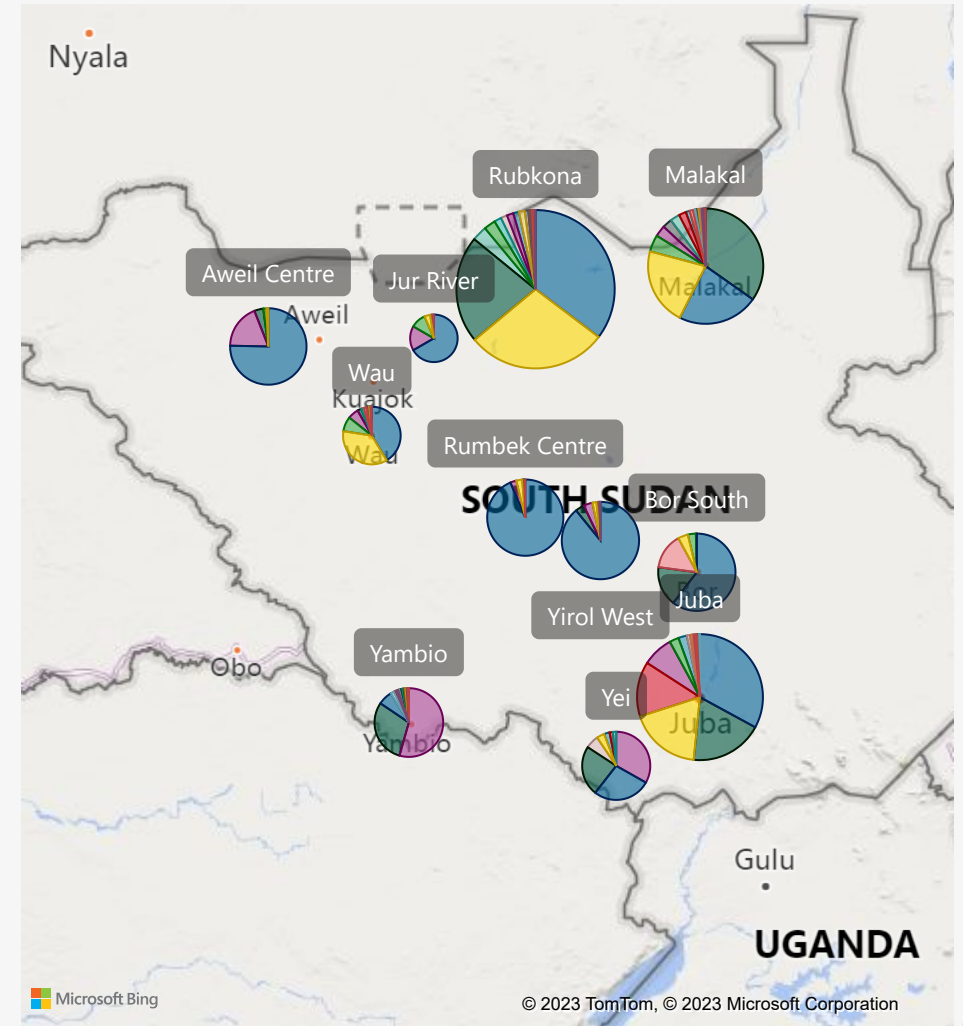 Nyala
Rubkona
Malakal
Aweil Centre
Jur River
Malakal
Aweil
Wau
Kuajok
Wau
Rumbek Centre
SOUTH SUDAN
Bor South
Bor
Juba
Yirol West
Yambio
Obo
Yei
Juba
Yambio
Gulu
UGANDA
Microsoft Bing
© 2023 TomTom, © 2023 Microsoft Corporation